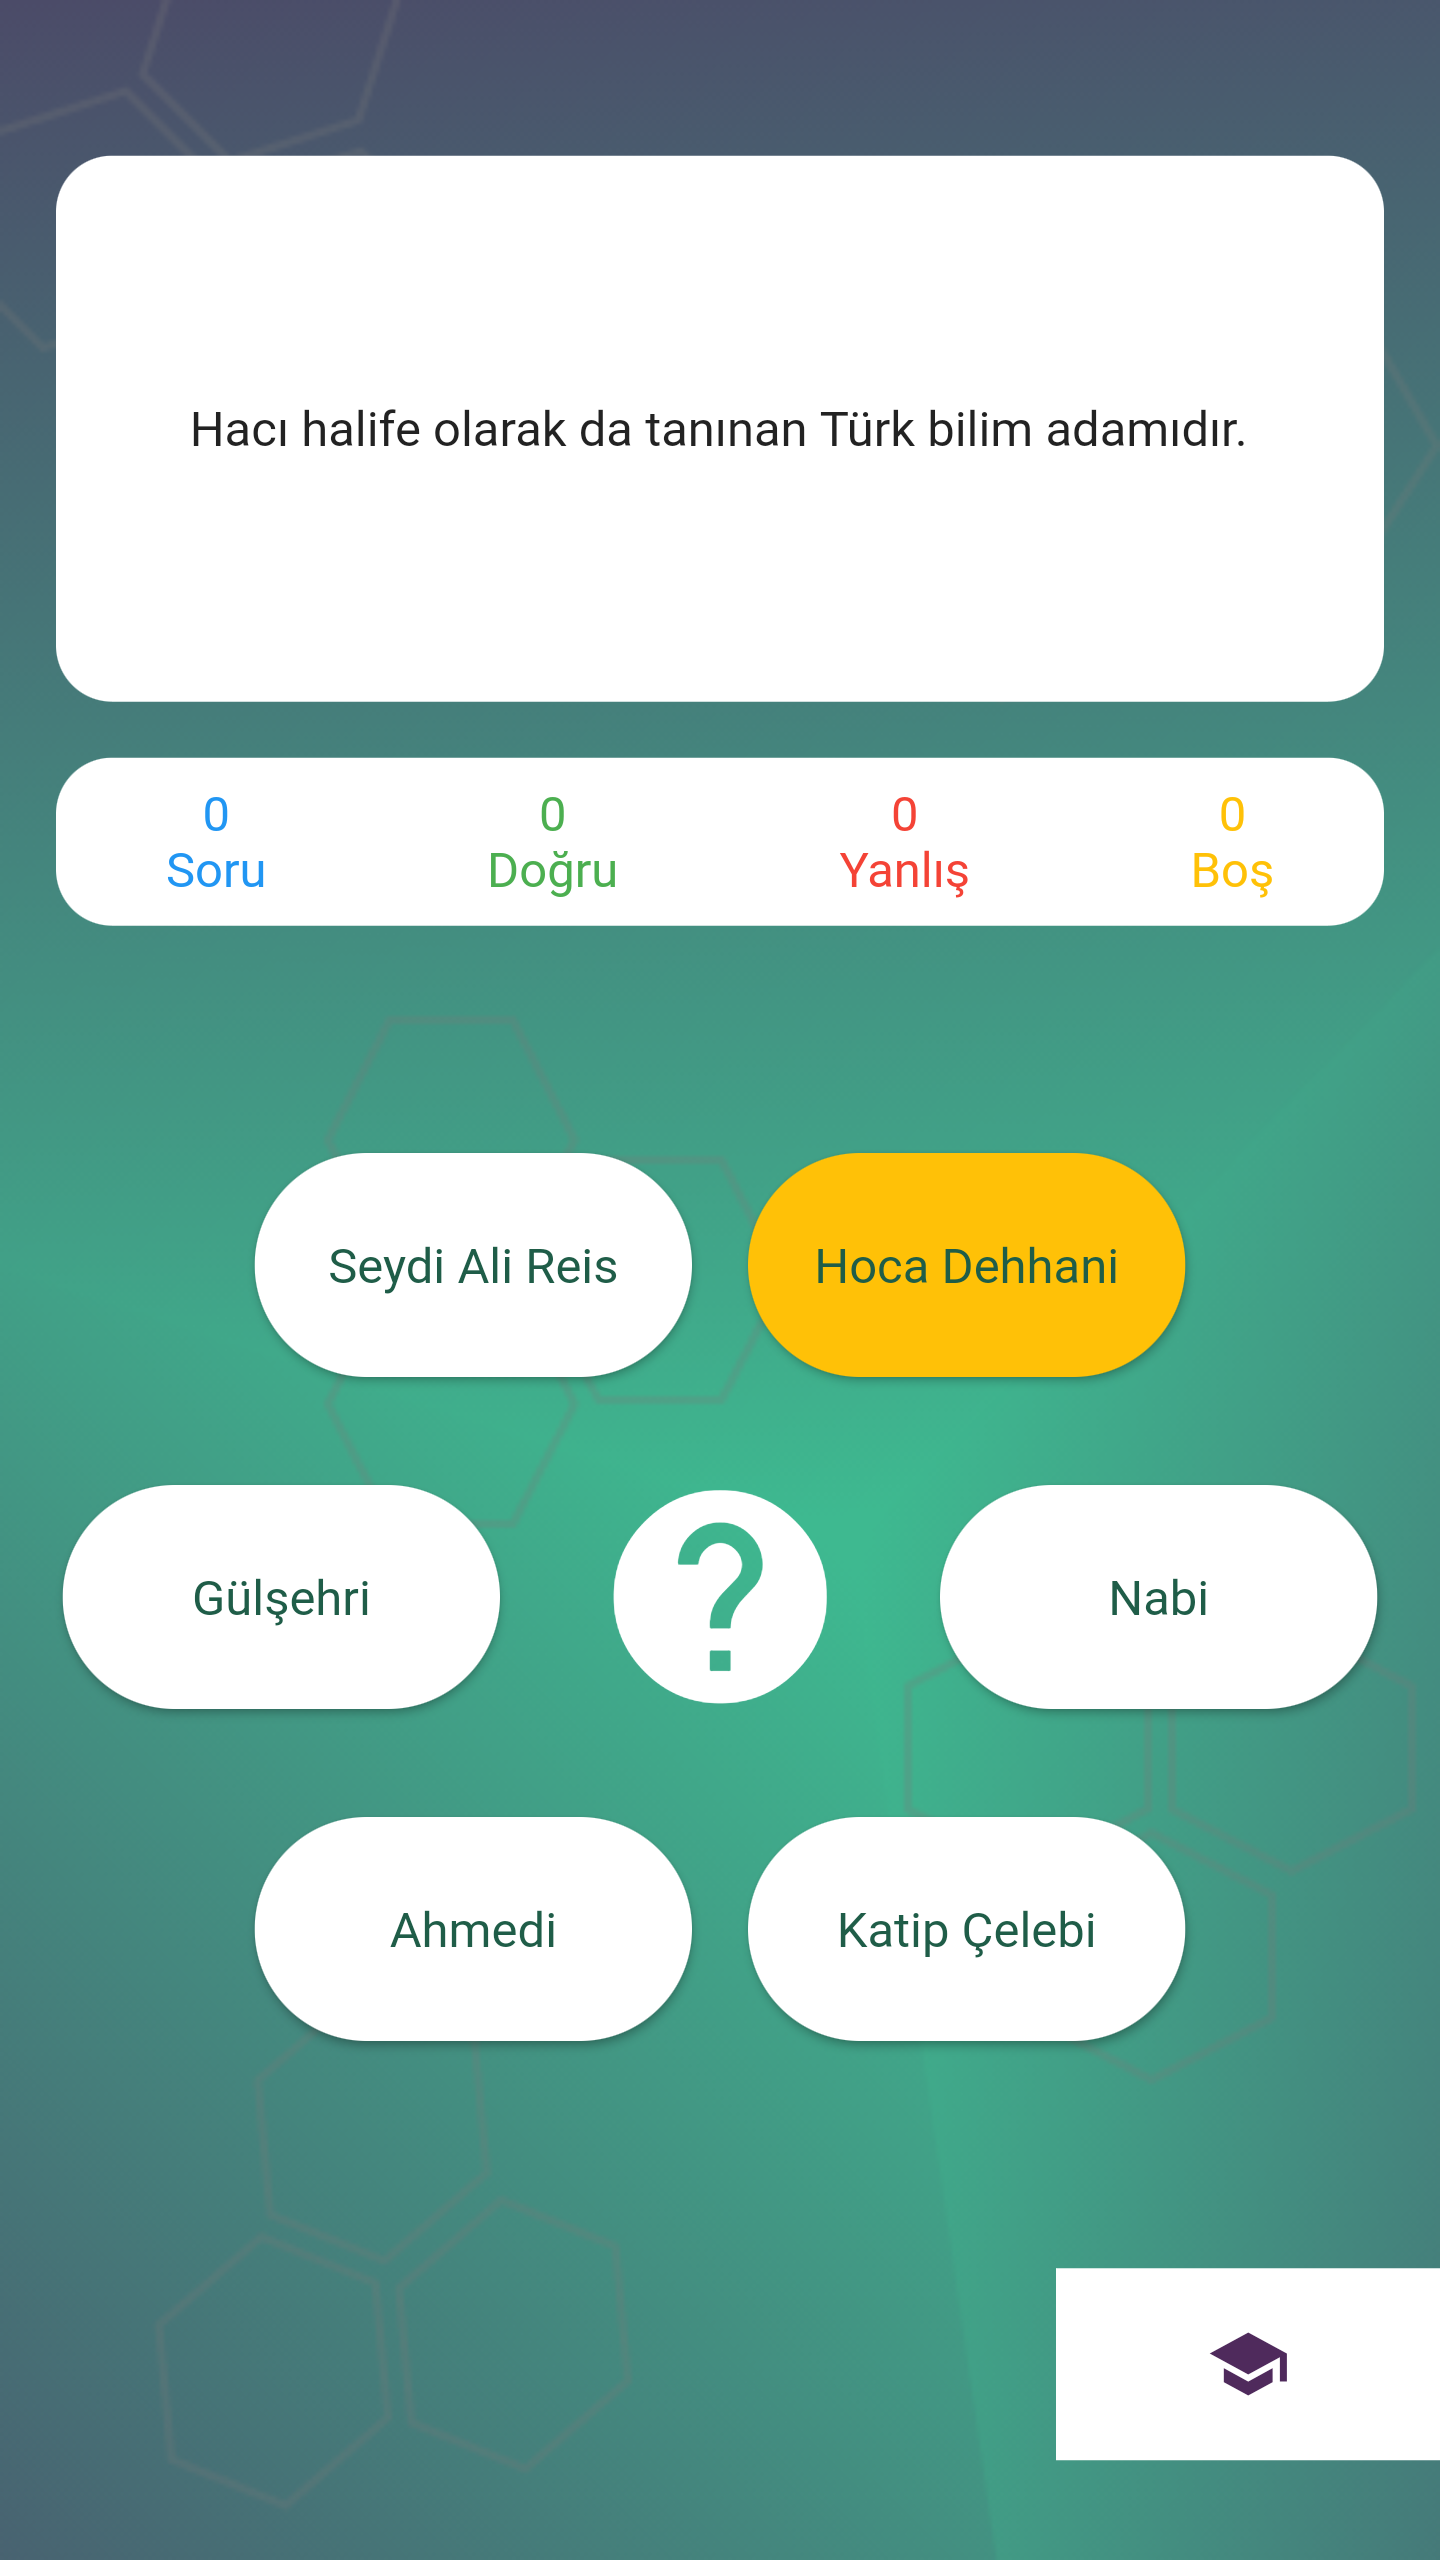 Hacı halife olarak da tanınan Türk bilim adamıdır.
0 0 0 0
Soru Doğru Yanlış Boş
Seydi Ali Reis Hoca Dehhani
Gülşehri ? Nabi
Ahmedi Katip Çelebi